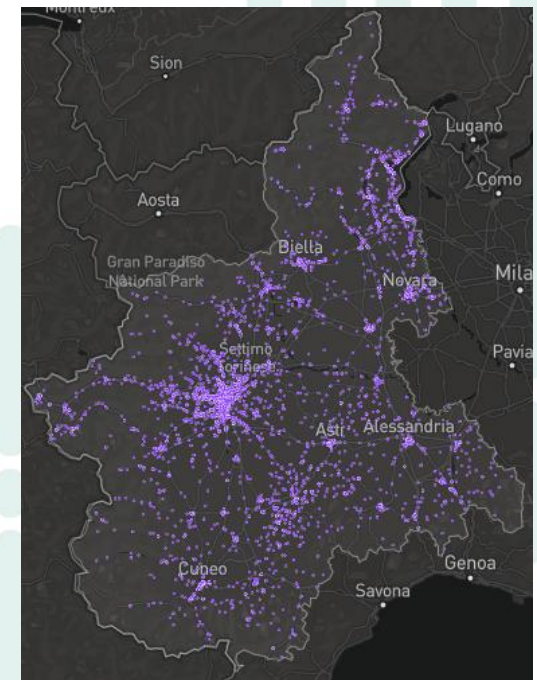 Montreux
Sion
Lugano
Como
Aosta
Biella
Gran Paradiso
National Park
Novara
Mila
Settimo
Torinese
Pavia
Asti
Alessandria
Cuneo
Genoa
Savona